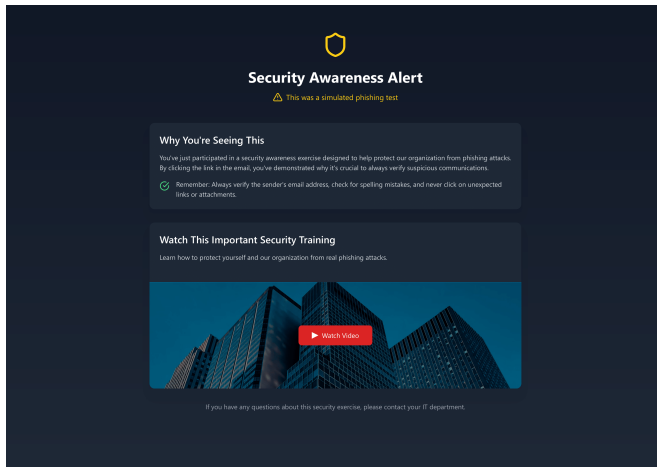 Security Awareness Alert
This was a simulated phishing test
Why You're Seeing This
You've just participated in a security awareness exercise designed to help protect our organization from phishing attacks.
By clicking the link in the email, you've demonstrated why it's crucial to always verify suspicious communications.
Remember: Always verify the sender's email address, check for spelling mistakes, and never click on unexpected
links or attachments.
Watch This Important Security Training
Learn how to protect yourself and our organization from real phishing attacks.
Watch Video
If you have any questions about this security exercise, please contact your IT department.